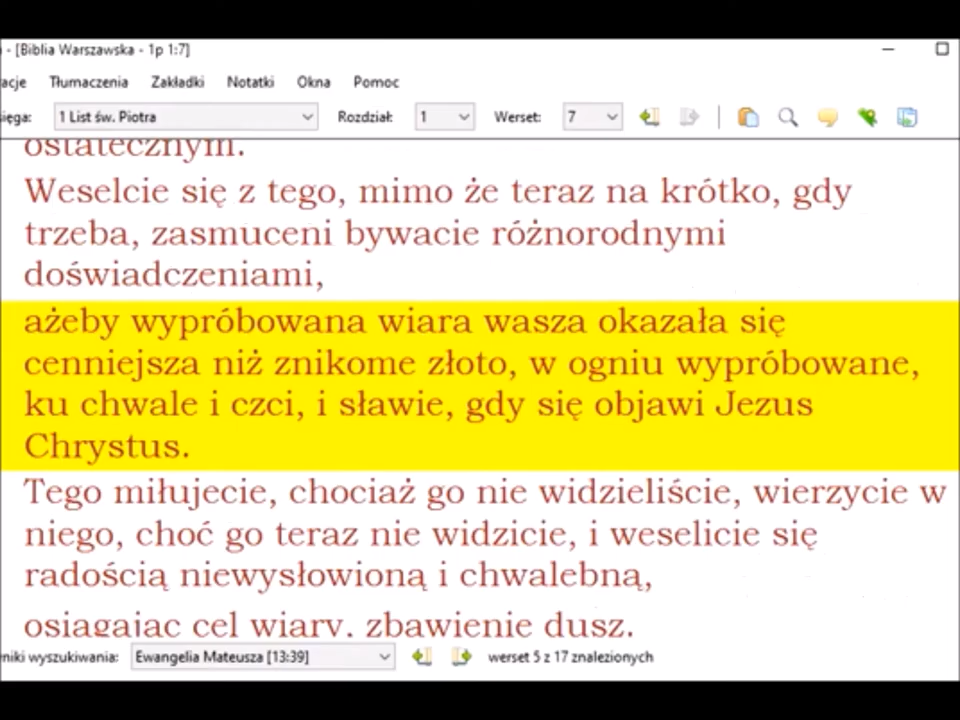 - [Biblia Warszawska - 1p 1:7]
acje Tłumaczenia Zakładki Notatki Okna Pomoc
sięga: 1 List św. Piotra Rozdział: 1 Werset: 7
ostatecznym.
Weselcie się z tego, mimo że teraz na krótko, gdy
trzeba, zasmuceni bywacie różnorodnymi
doświadczeniami,
ażeby wypróbowana wiara wasza okazała się
cenniejsza niż znikome złoto, w ogniu wypróbowane,
ku chwale i czci, i sławie, gdy się objawi Jezus
Chrystus.
Tego miłujecie, chociaż go nie widzieliście, wierzycie w
niego, choć go teraz nie widzicie, i weselicie się
radością niewysłowioną i chwalebną,
osiągając cel wiary, zbawienie dusz.
niki wyszukiwania: Ewangelia Mateusza [13:39] werset 5 z 17 znalezionych